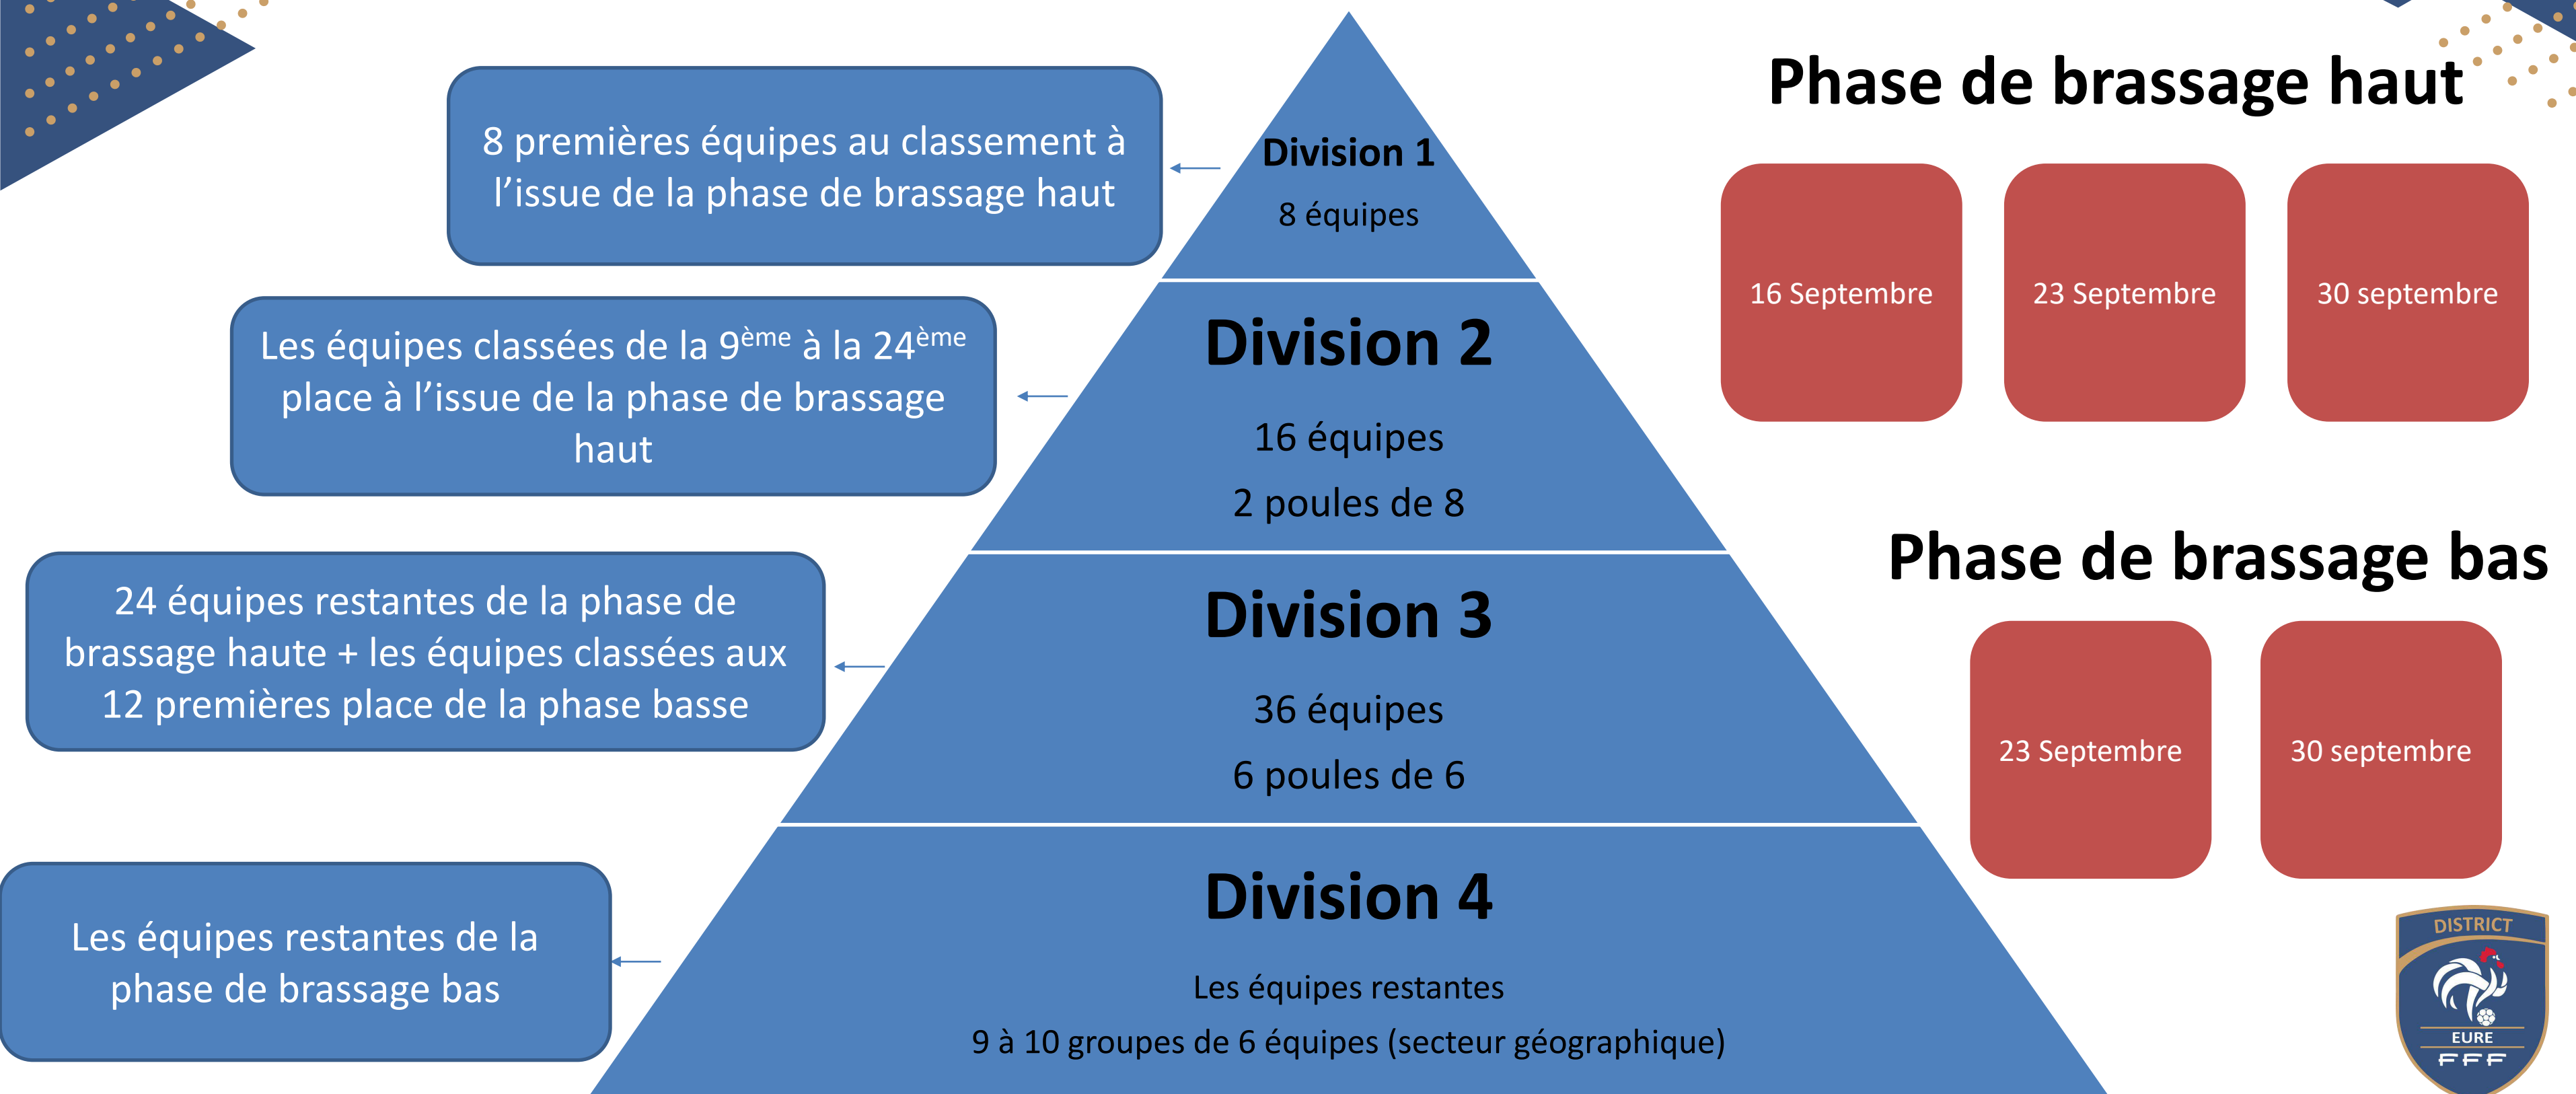 8 premières équipes au classement à
l’issue de la phase de brassage haut
Les équipes classées de la 9ème à la 24ème
place à l’issue de la phase de brassage
haut
24 équipes restantes de la phase de
brassage haute + les équipes classées aux
12 premières place de la phase basse
Les équipes restantes de la
phase de brassage bas
Division 1
8 équipes
Division 2
16 équipes
2 poules de 8
Division 3
36 équipes
6 poules de 6
Division 4
Les équipes restantes
9 à 10 groupes de 6 équipes (secteur géographique)
Phase de brassage haut
16 Septembre
23 Septembre
30 septembre
Phase de brassage bas
23 Septembre
30 septembre
DISTRICT
EURE
FFF